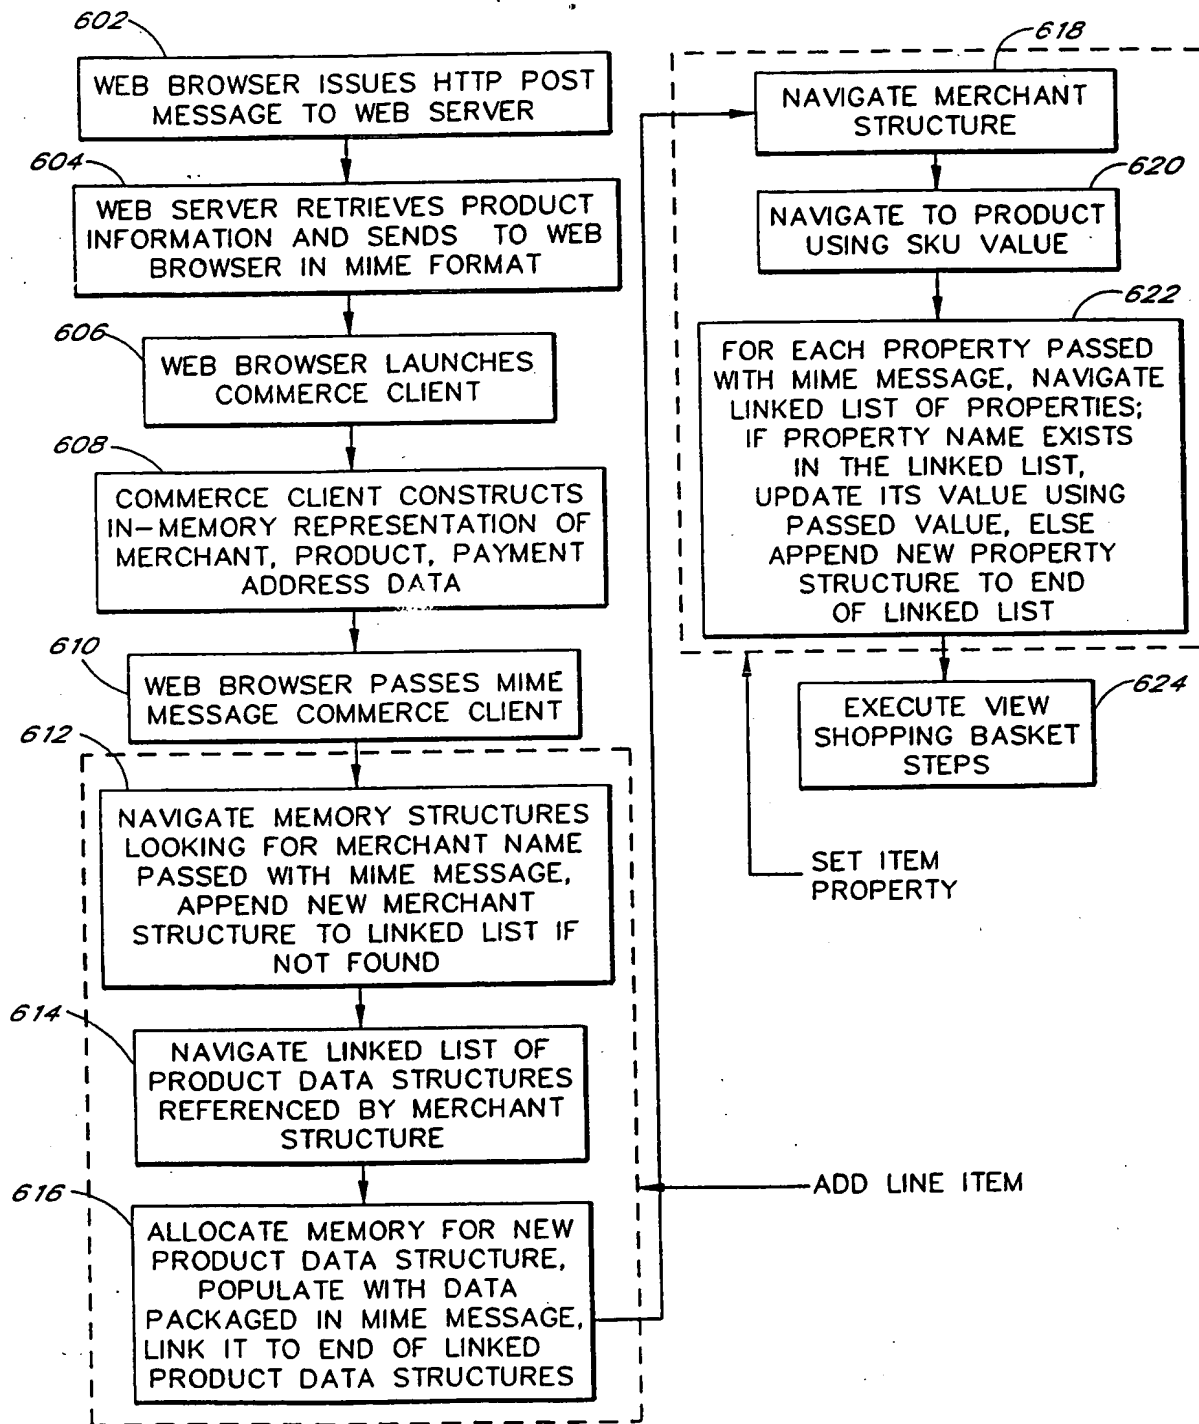 602
WEB BROWSER ISSUES HTTP POST
MESSAGE TO WEB SERVER
604
WEB SERVER RETRIEVES PRODUCT
INFORMATION AND SENDS TO WEB
BROWSER IN MIME FORMAT
606
WEB BROWSER LAUNCHES
COMMERCE CLIENT
608
COMMERCE CLIENT CONSTRUCTS
IN-MEMORY REPRESENTATION OF
MERCHANT, PRODUCT, PAYMENT
ADDRESS DATA
610
WEB BROWSER PASSES MIME
MESSAGE COMMERCE CLIENT
612
NAVIGATE MEMORY STRUCTURES
LOOKING FOR MERCHANT NAME
PASSED WITH MIME MESSAGE,
APPEND NEW MERCHANT
STRUCTURE TO LINKED LIST IF
NOT FOUND
614
NAVIGATE LINKED LIST OF
PRODUCT DATA STRUCTURES
REFERENCED BY MERCHANT
STRUCTURE
616
ALLOCATE MEMORY FOR NEW
PRODUCT DATA STRUCTURE,
POPULATE WITH DATA
PACKAGED IN MIME MESSAGE,
LINK IT TO END OF LINKED
PRODUCT DATA STRUCTURES
ADD LINE ITEM
618
NAVIGATE MERCHANT
STRUCTURE
620
NAVIGATE TO PRODUCT
USING SKU VALUE
622
FOR EACH PROPERTY PASSED
WITH MIME MESSAGE, NAVIGATE
LINKED LIST OF PROPERTIES;
IF PROPERTY NAME EXISTS
IN THE LINKED LIST,
UPDATE ITS VALUE USING
PASSED VALUE, ELSE
APPEND NEW PROPERTY
STRUCTURE TO END
OF LINKED LIST
624
EXECUTE VIEW
SHOPPING BASKET
STEPS
SET ITEM
PROPERTY